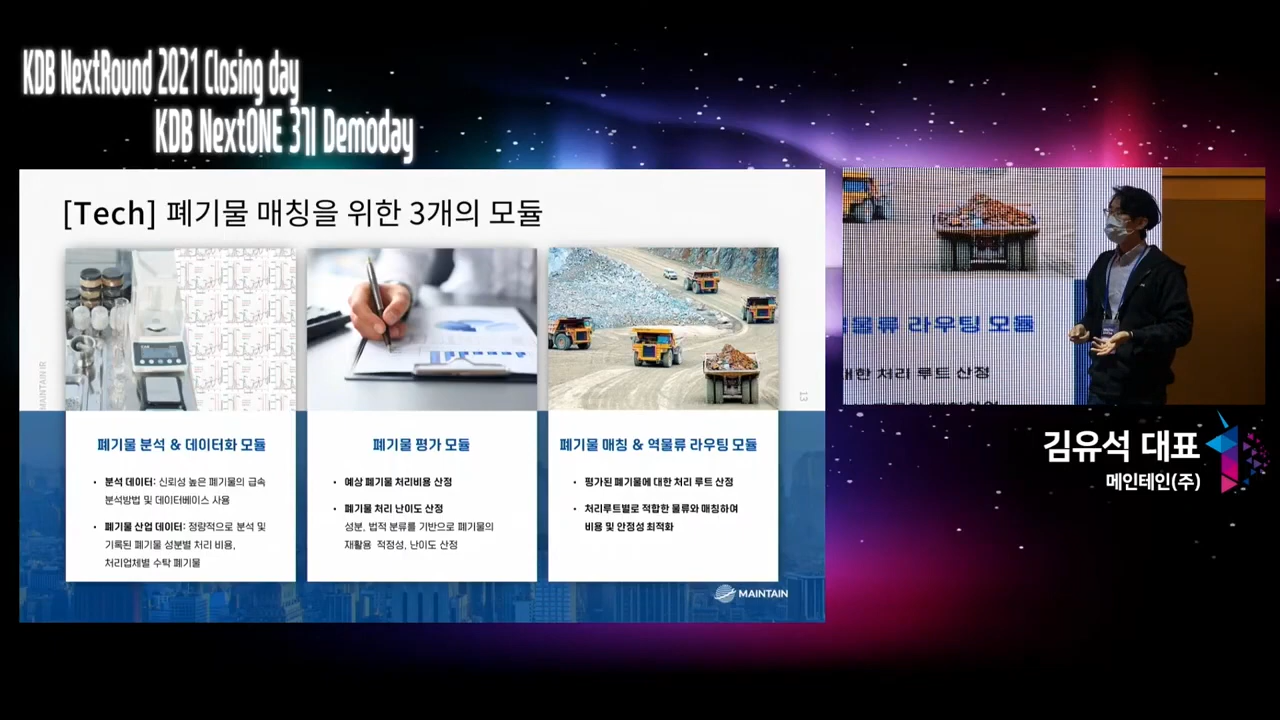 KDB NextRound 2021 Closing day
KDB NextONE 3기 Demoday
[Tech] 폐기물 매칭을 위한 3개의 모듈
MAINTAIN IR
13
폐기물 분석 & 데이터화 모듈
• 분석 데이터: 신뢰성 높은 폐기물의 급속
분석방법 및 데이터베이스 사용
• 폐기물 산업 데이터: 정량적으로 분석 및
기록된 폐기물 성분별 처리 비용,
처리업체별 수탁 폐기물
폐기물 평가 모듈
• 예상 폐기물 처리비용 산정
• 폐기물 처리 난이도 산정
성분, 법적 분류를 기반으로 폐기물의
재활용 적정성, 난이도 산정
폐기물 매칭 & 역물류 라우팅 모듈
• 평가된 폐기물에 대한 처리 루트 산정
• 처리루트별로 적합한 물류와 매칭하여
비용 및 안정성 최적화
MAINTAIN
역물류 라우팅 모듈
대한 처리 루트 산정
김유석 대표
메인테인(주)